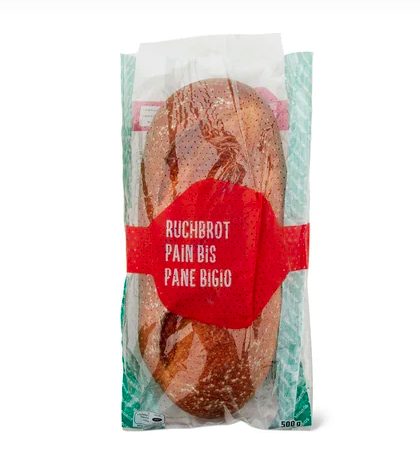 RUCHBROT
PAIN BIS
PANE BIGIO
500 g